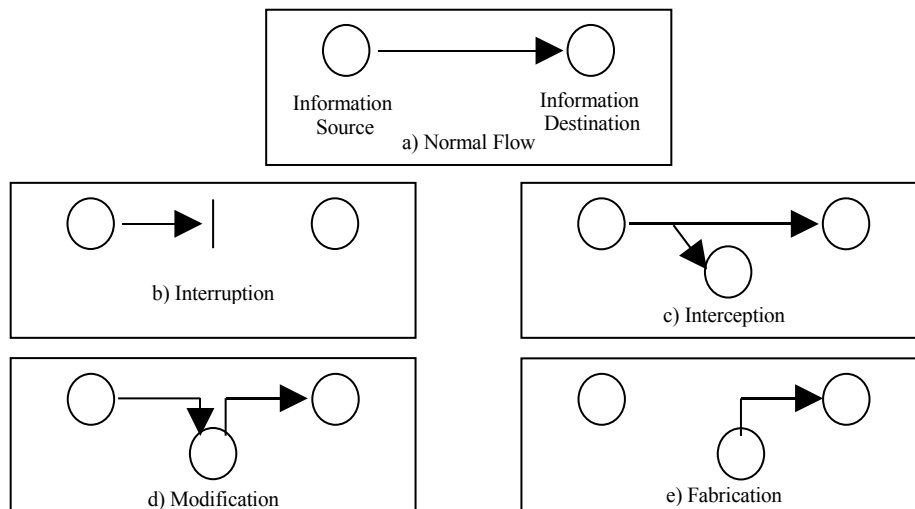 Information
Source
Information
Destination
a) Normal Flow
b) Interruption
c) Interception
d) Modification
e) Fabrication